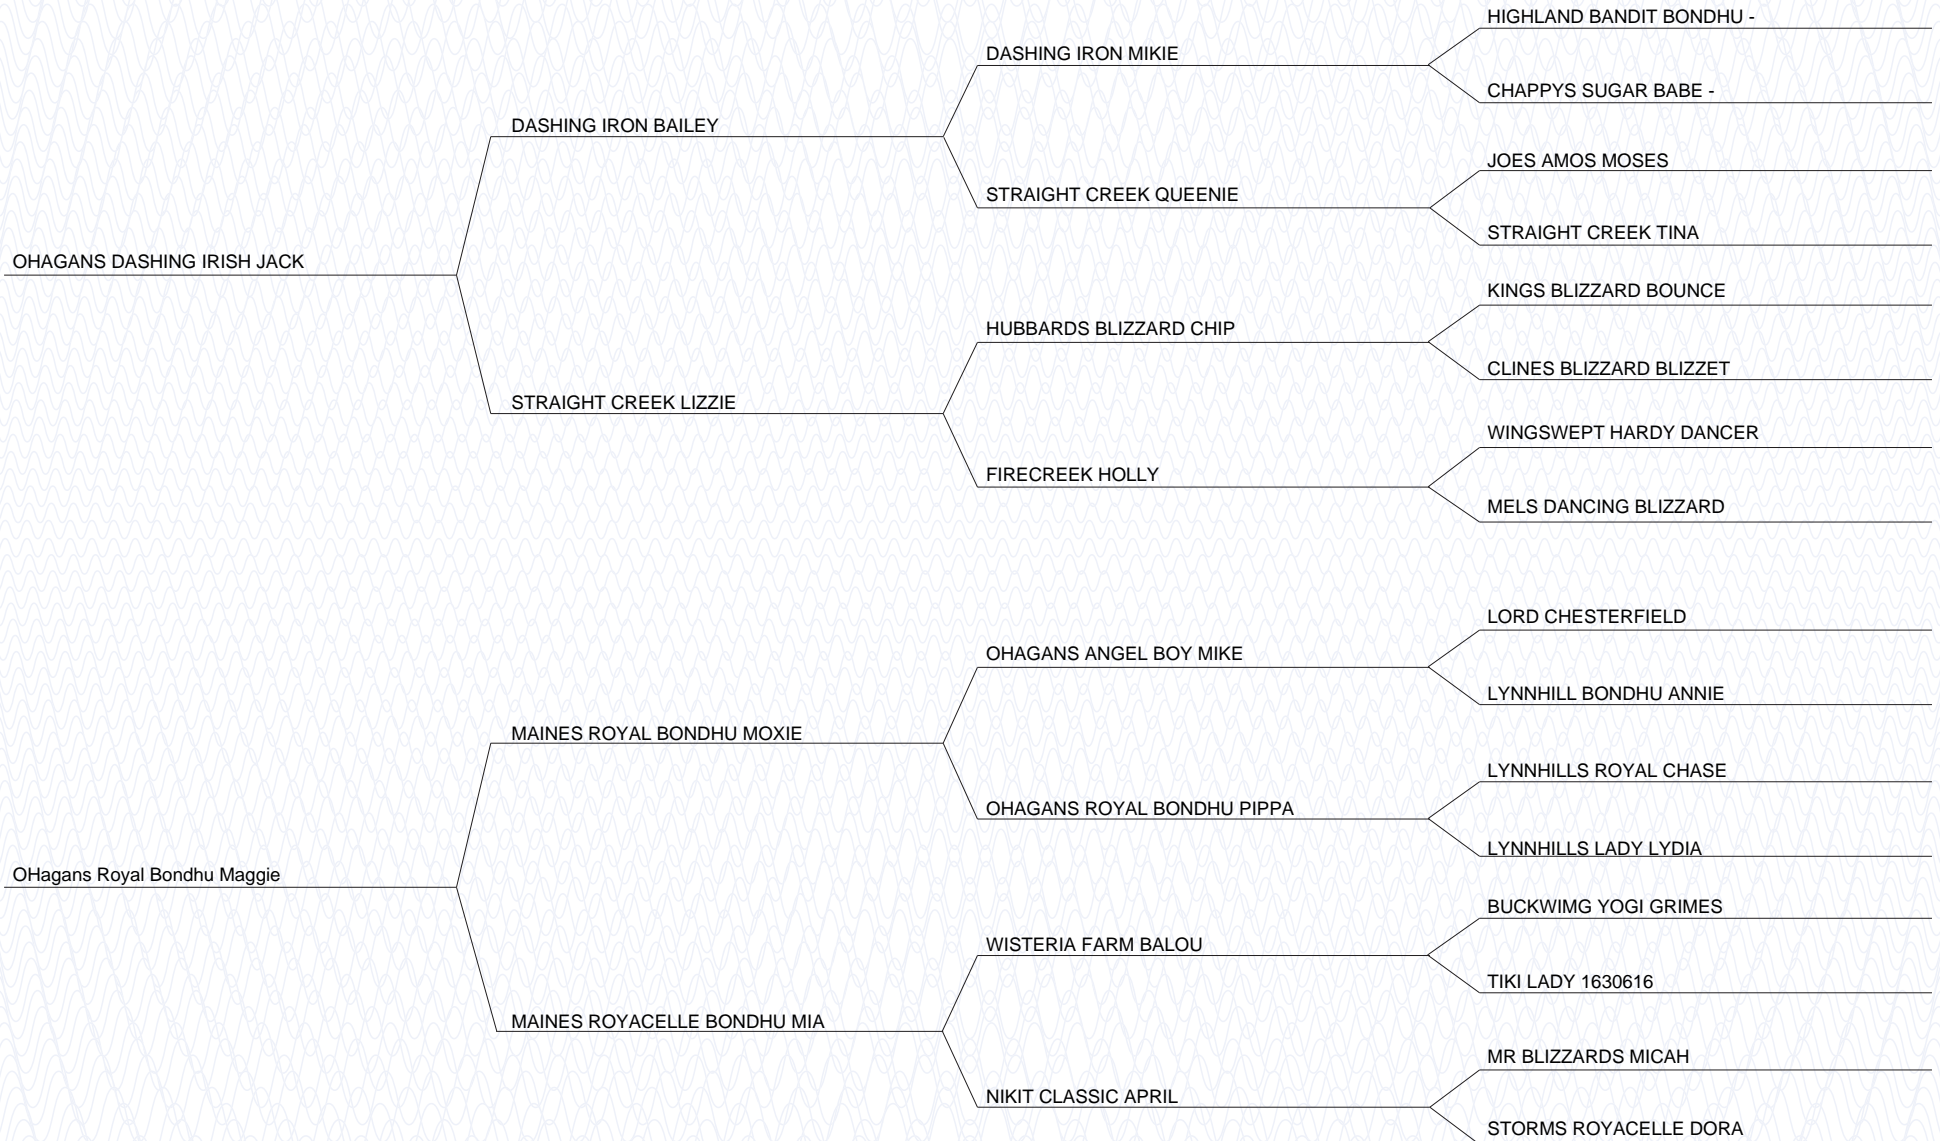 HIGHLAND BANDIT BONDHU -
DASHING IRON MIKIE
CHAPPYS SUGAR BABE -
DASHING IRON BAILEY
JOES AMOS MOSES
STRAIGHT CREEK QUEENIE
STRAIGHT CREEK TINA
OHAGANS DASHING IRISH JACK
KINGS BLIZZARD BOUNCE
HUBBARDS BLIZZARD CHIP
CLINES BLIZZARD BLIZZET
STRAIGHT CREEK LIZZIE
WINGSWEPT HARDY DANCER
FIRECREEK HOLLY
MELS DANCING BLIZZARD
LORD CHESTERFIELD
OHAGANS ANGEL BOY MIKE
LYNNHILL BONDHU ANNIE
MAINES ROYAL BONDHU MOXIE
LYNNHILLS ROYAL CHASE
OHAGANS ROYAL BONDHU PIPPA
LYNNHILLS LADY LYDIA
OHagans Royal Bondhu Maggie
BUCKWIMG YOGI GRIMES
WISTERIA FARM BALOU
TIKI LADY 1630616
MAINES ROYACELLE BONDHU MIA
MR BLIZZARDS MICAH
NIKIT CLASSIC APRIL
STORMS ROYACELLE DORA